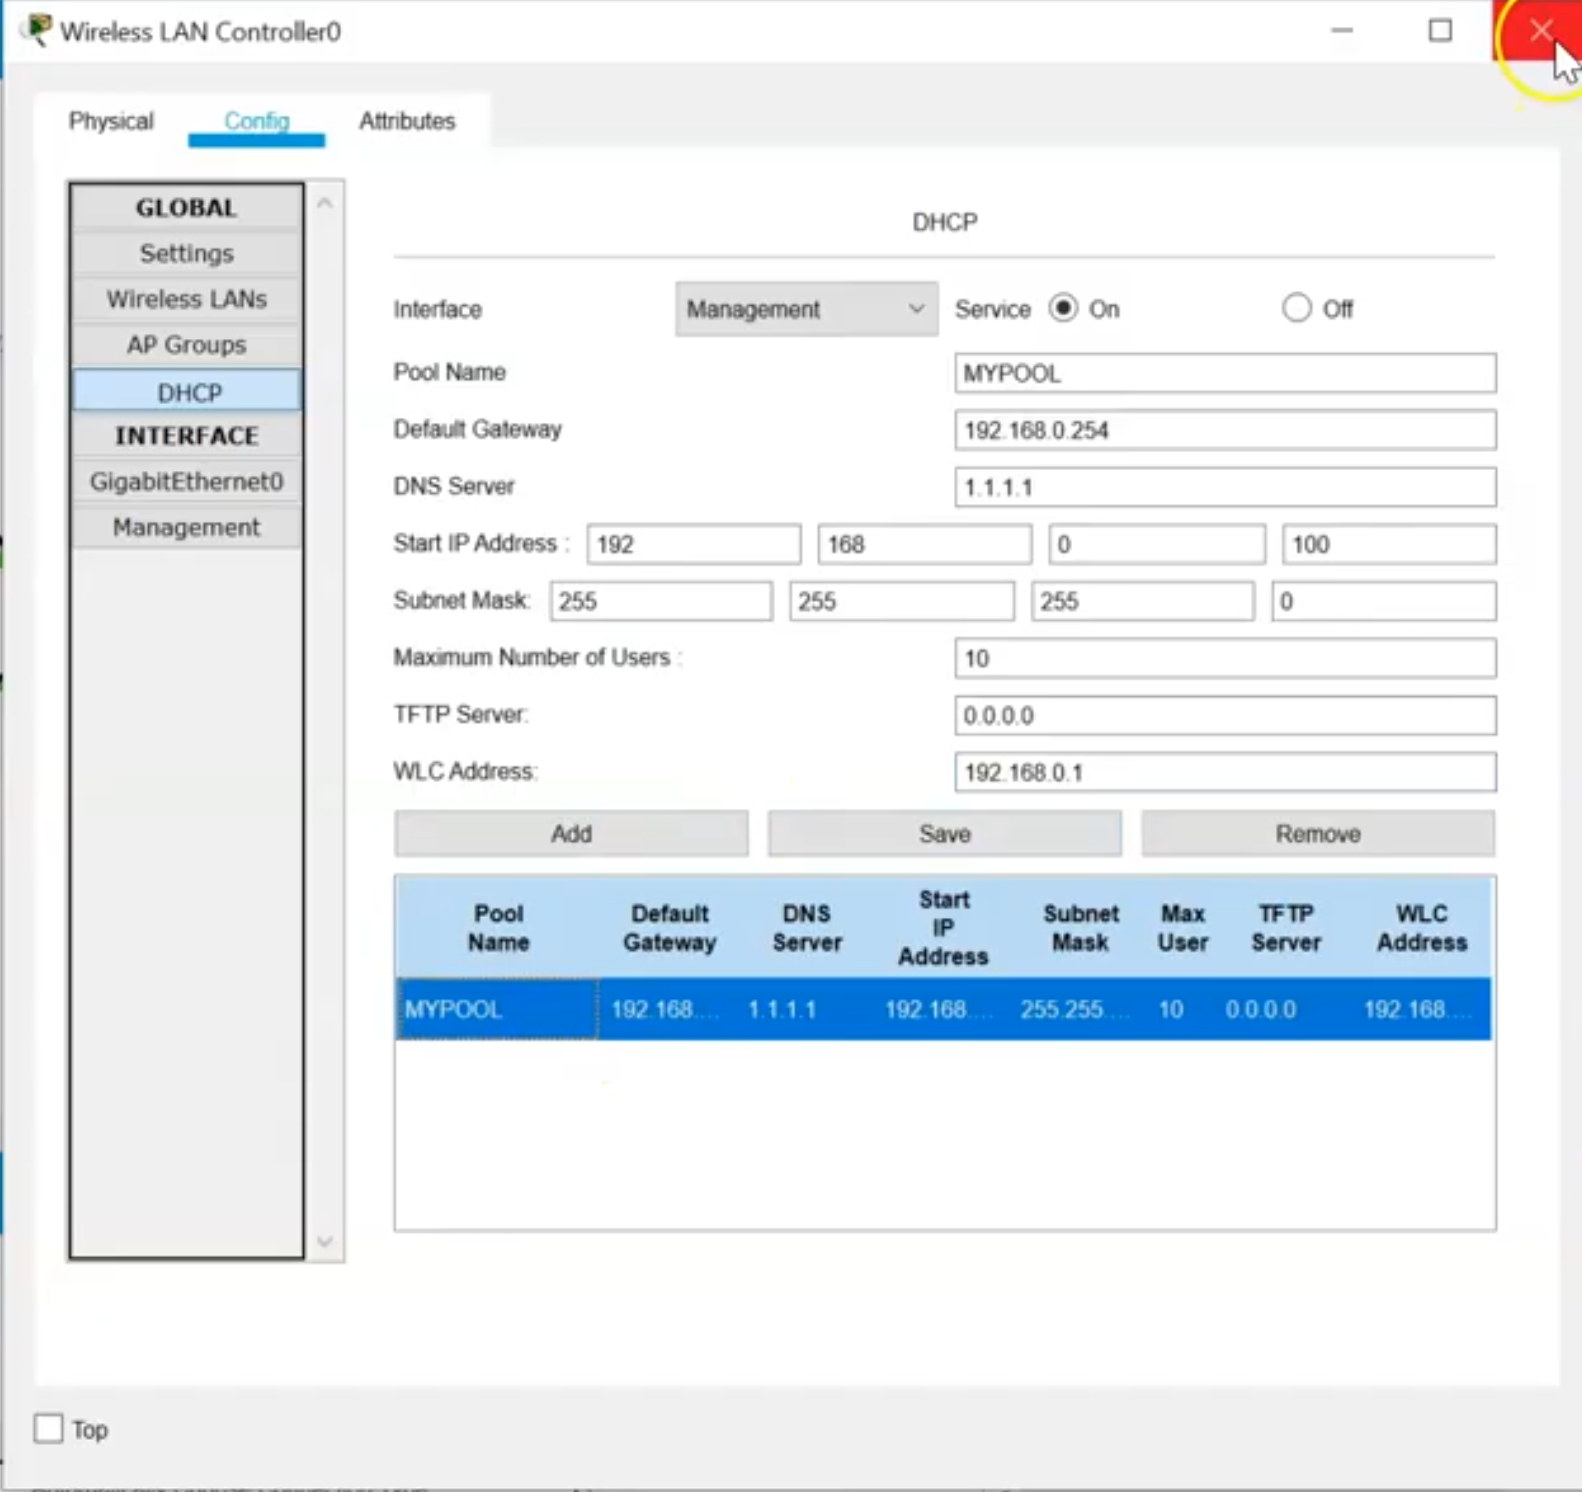 Wireless LAN Controller0
Physical Config Attributes
GLOBAL
Settings
Wireless LANs
AP Groups
DHCP
INTERFACE
GigabitEthernet0
Management
DHCP
Interface Management Service On Off
Pool Name MYPOOL
Default Gateway 192.168.0.254
DNS Server 1.1.1.1
Start IP Address : 192 168 0 100
Subnet Mask: 255 255 255 0
Maximum Number of Users : 10
TFTP Server: 0.0.0.0
WLC Address: 192.168.0.1
Add Save Remove
Pool Name Default Gateway DNS Server Start IP Address Subnet Mask Max User TFTP Server WLC Address
MYPOOL 192.168.... 1.1.1.1 192.168.... 255.255.... 10 0.0.0.0 192.168....
Top